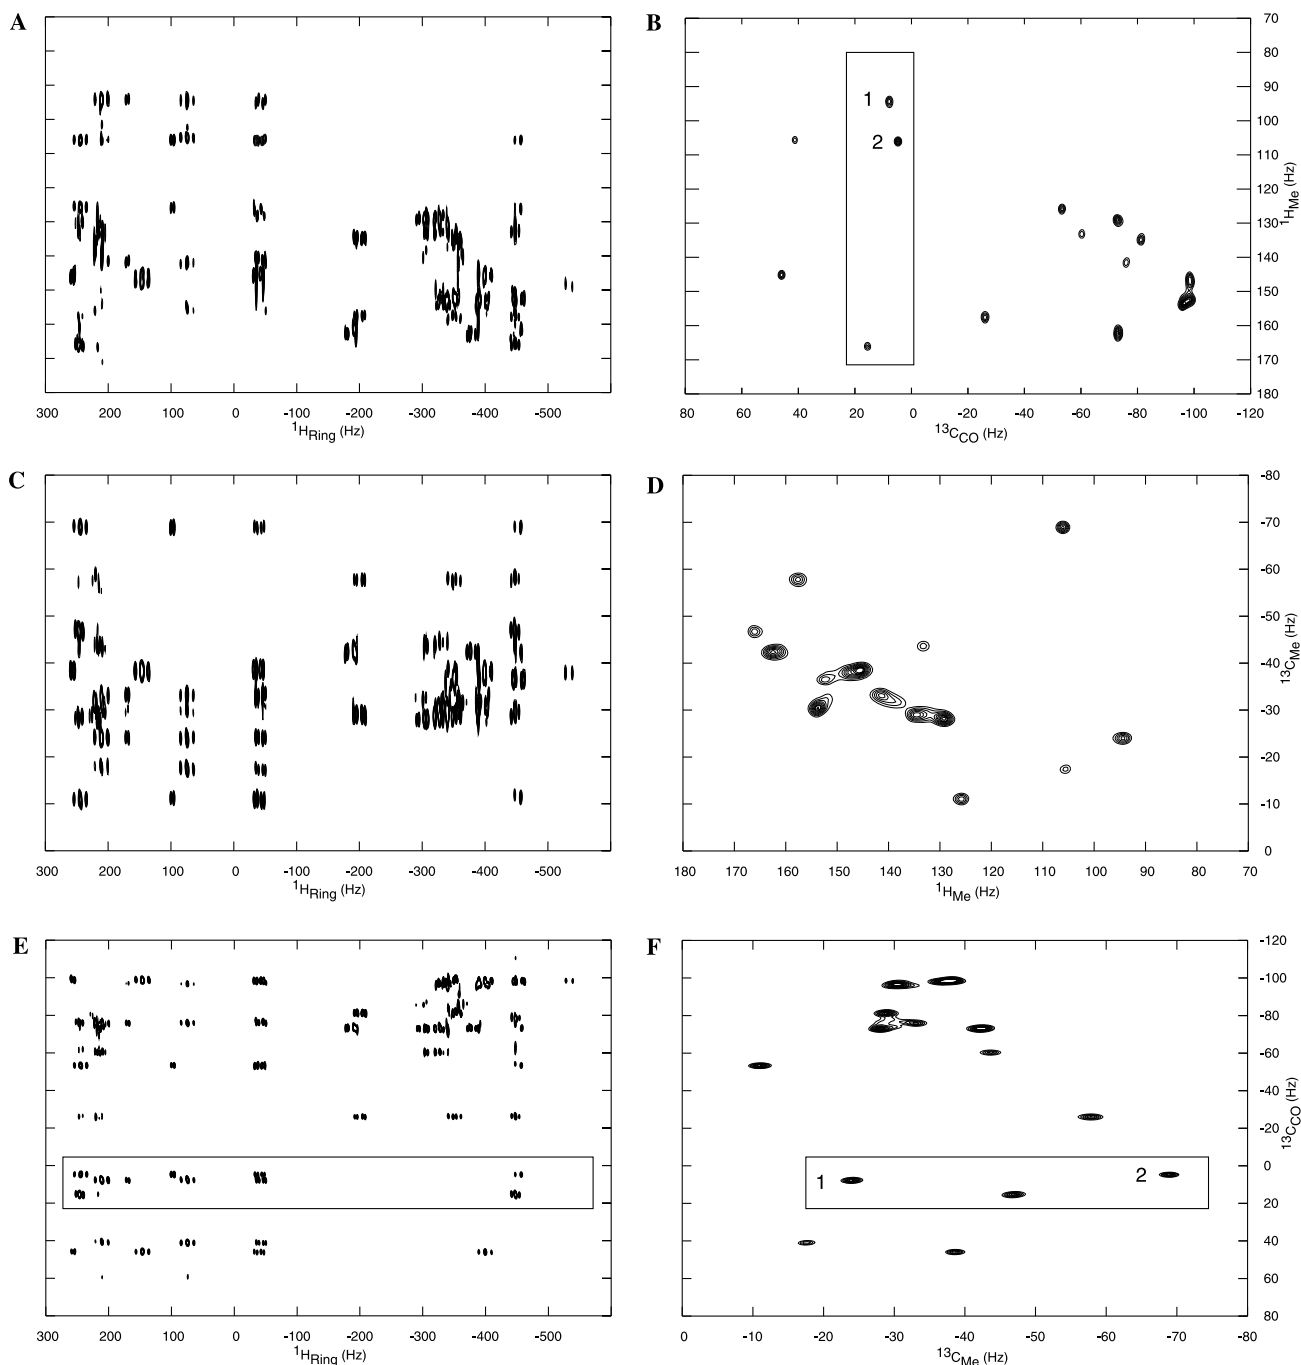 A
300 200 100 0 -100 -200 -300 -400 -500
1HRing (Hz)
B
1
2
70
80
90
100
110
120
130
140
150
160
170
180
1HMe (Hz)
80 60 40 20 0 -20 -40 -60 -80 -100 -120
13CCO (Hz)
C
300 200 100 0 -100 -200 -300 -400 -500
1HRing (Hz)
D
-80
-70
-60
-50
-40
-30
-20
-10
0
13CMe (Hz)
180 170 160 150 140 130 120 110 100 90 80 70
1HMe (Hz)
E
300 200 100 0 -100 -200 -300 -400 -500
1HRing (Hz)
F
1
2
-120
-100
-80
-60
-40
-20
0
20
40
60
80
13CCO (Hz)
0 -10 -20 -30 -40 -50 -60 -70 -80
13CMe (Hz)